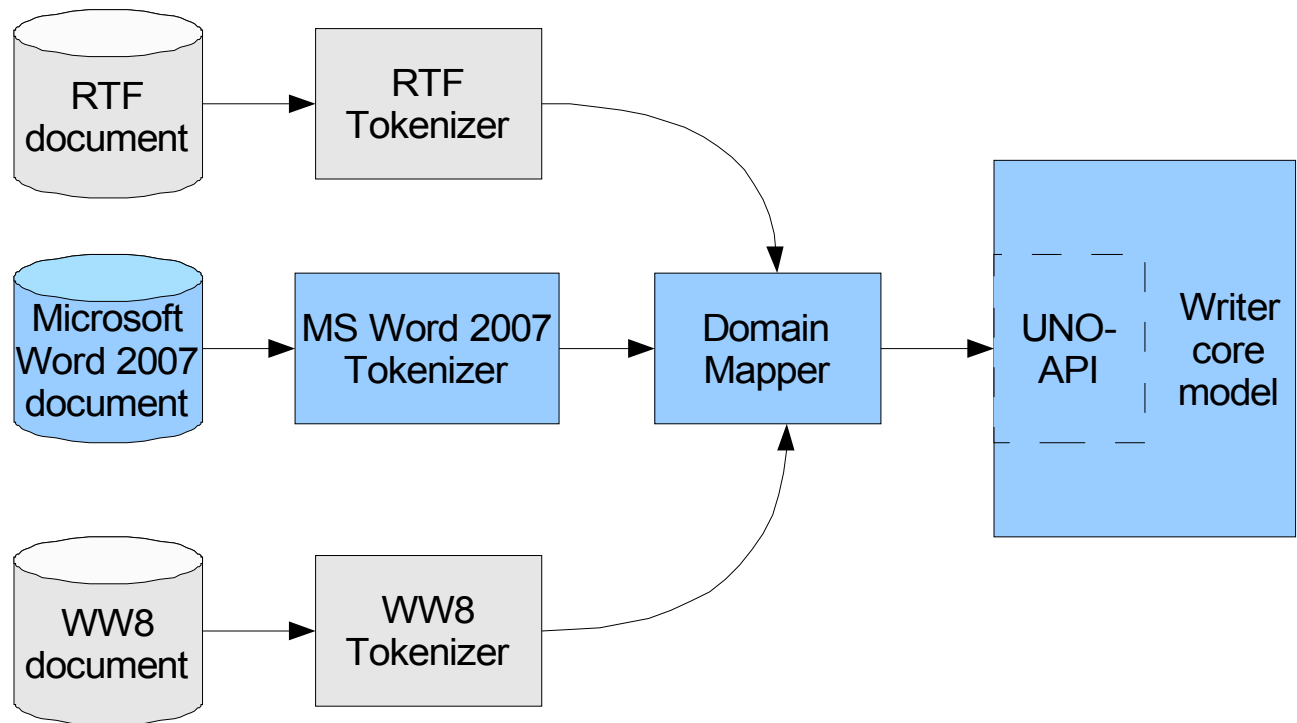 RTF
document
RTF
Tokenizer
Microsoft
Word 2007
document
MS Word 2007
Tokenizer
Domain
Mapper
UNO-
API
Writer
core
model
WW8
document
WW8
Tokenizer